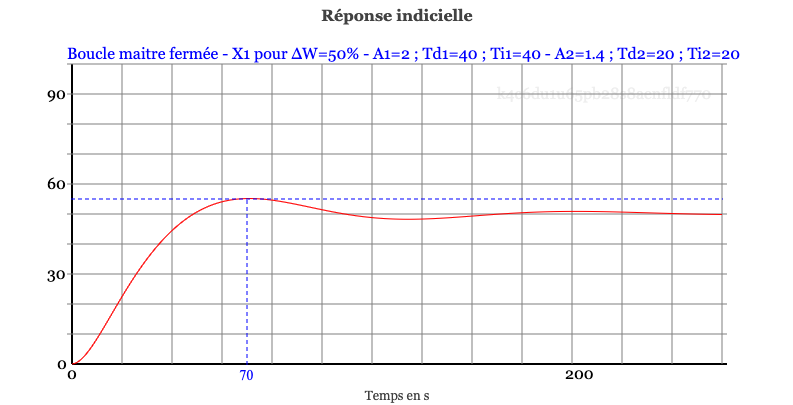 Réponse indicielle
Boucle maitre fermée - X1 pour ΔW=50% - A1=2 ; Td1=40 ; Ti1=40 - A2=1.4 ; Td2=20 ; Ti2=20
90
60
30
0
0
70
200
Temps en s